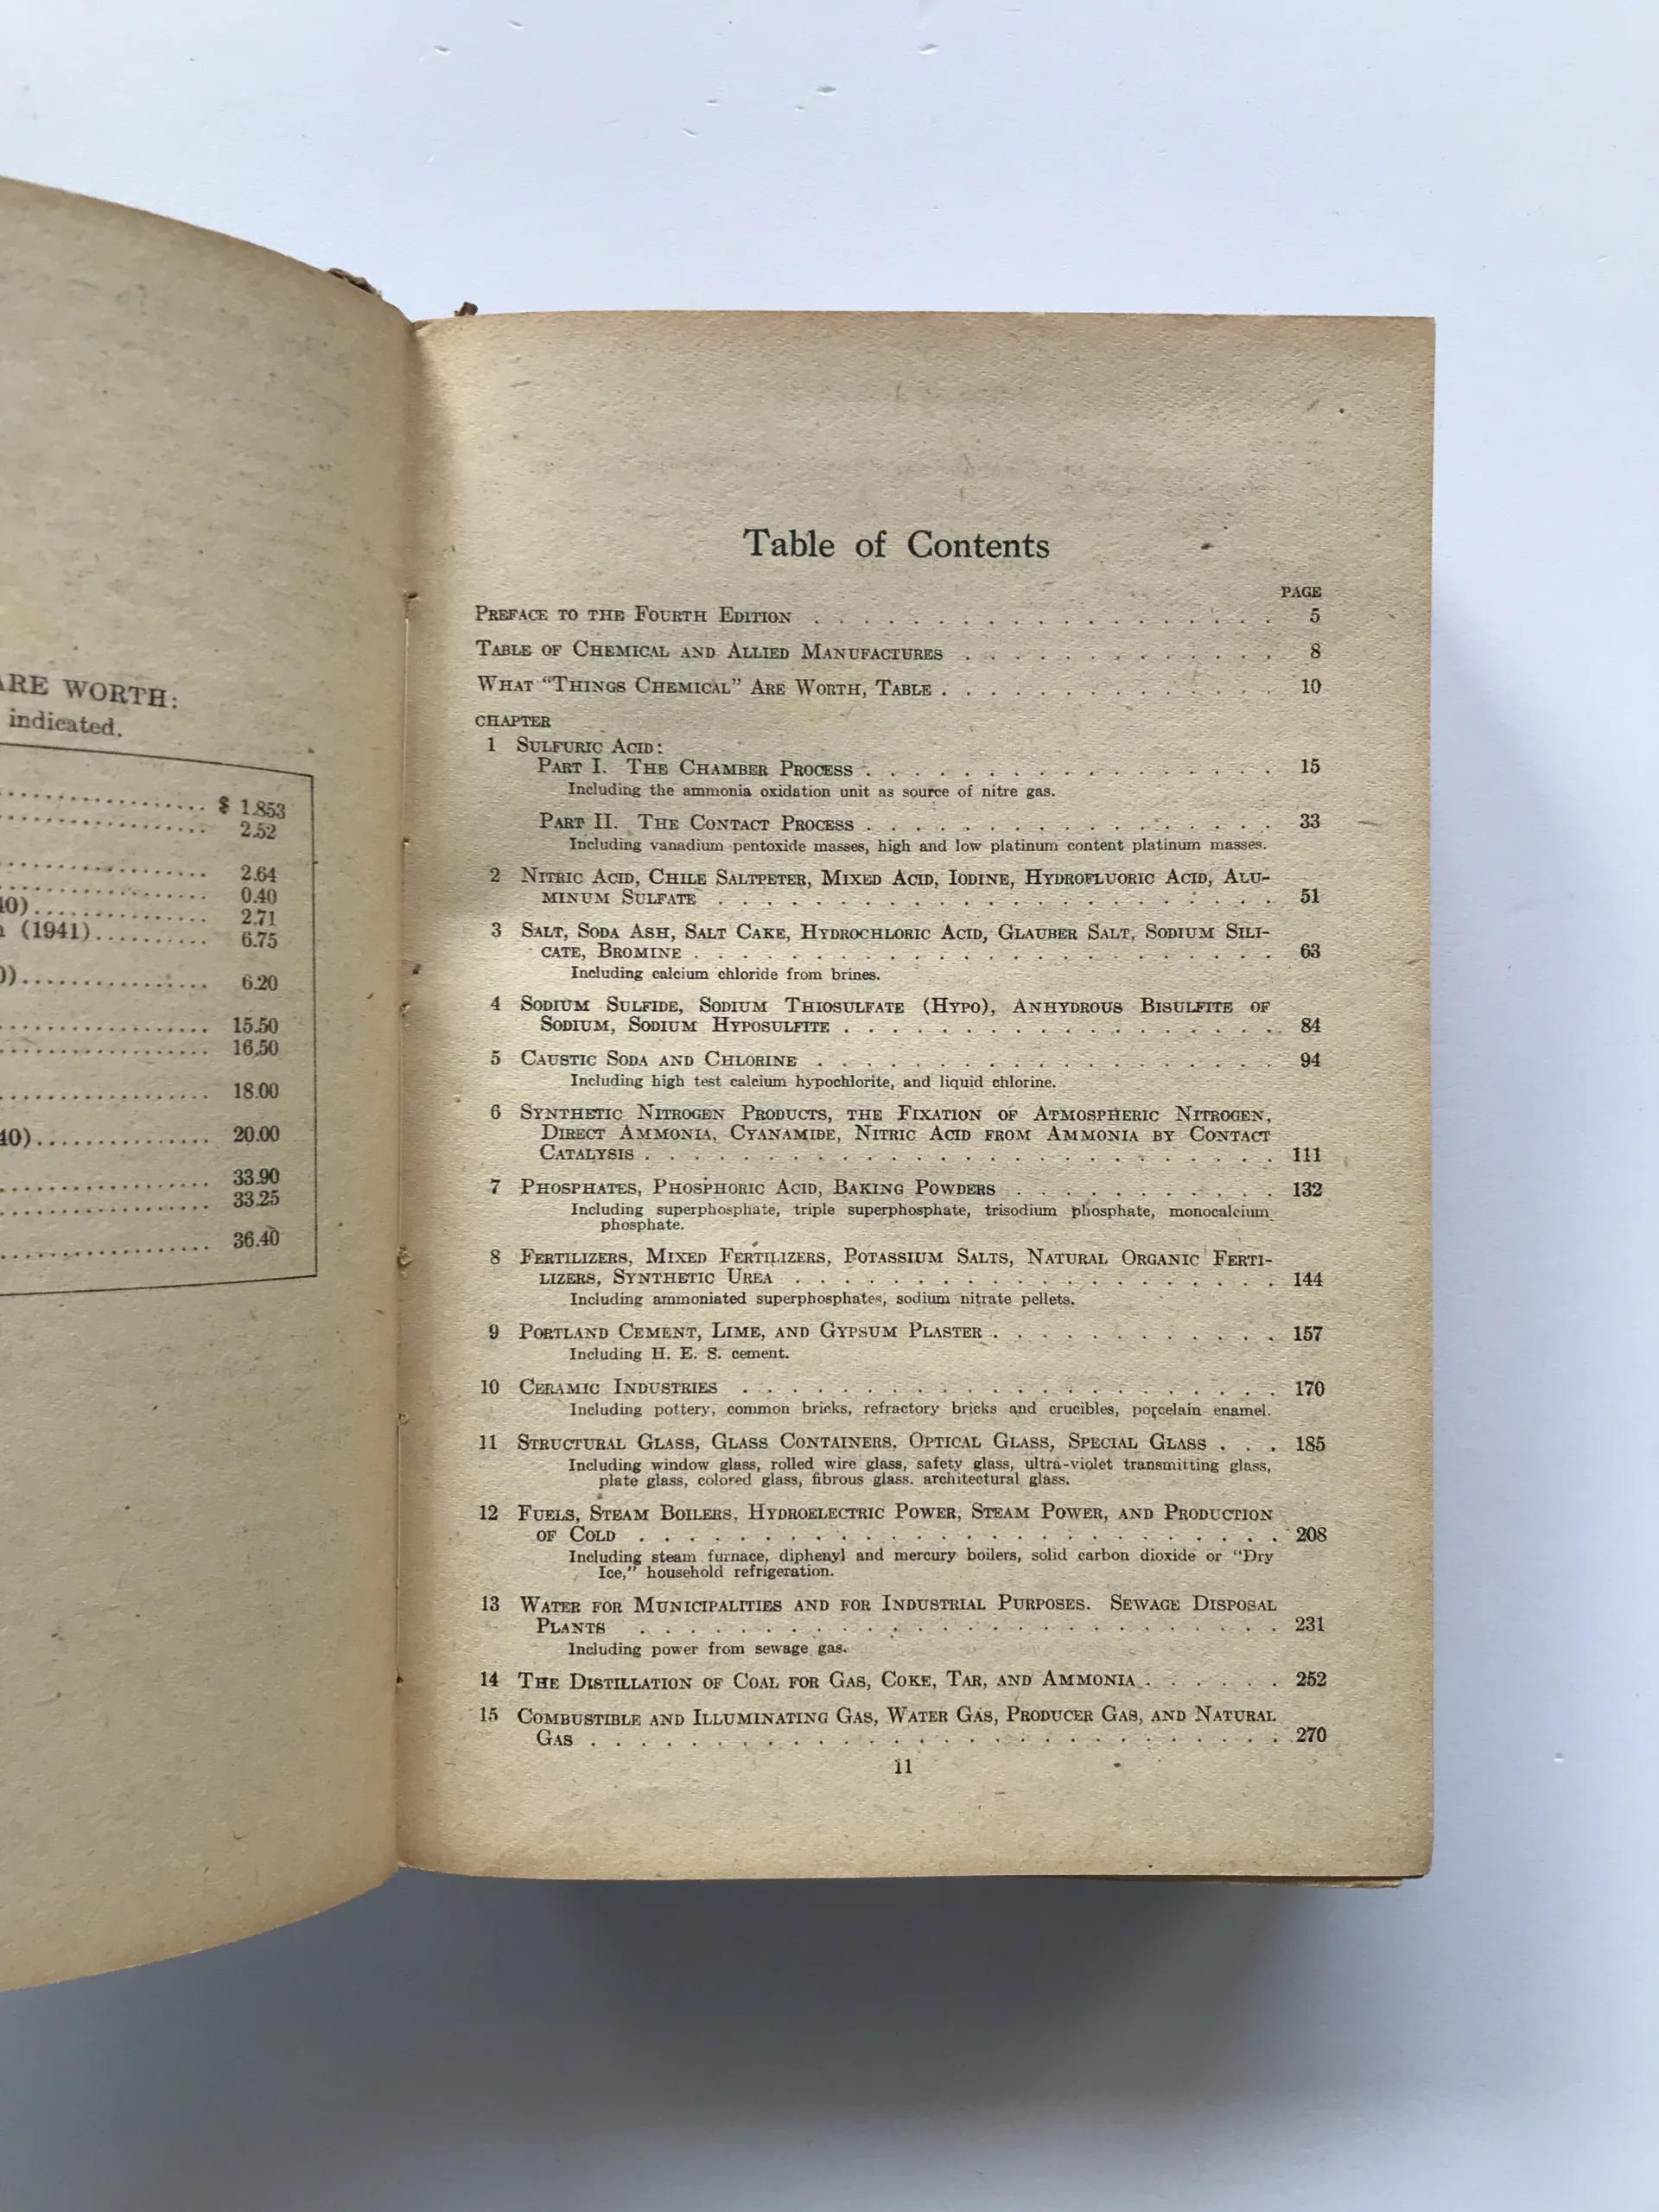 ARE WORTH:
indicated.
$ 1.853
2.52
2.64
0.40
40) 2.71
(1941) 6.75
0) 6.20
15.50
16.50
18.00
40) 20.00
33.90
33.25
36.40
Table of Contents
PAGE
PREFACE TO THE FOURTH EDITION . . . 5
TABLE OF CHEMICAL AND ALLIED MANUFACTURES . . . 8
WHAT "THINGS CHEMICAL" ARE WORTH, TABLE . . . 10
CHAPTER
1 SULFURIC ACID:
PART I. THE CHAMBER PROCESS . . . 15
Including the ammonia oxidation unit as source of nitre gas.
PART II. THE CONTACT PROCESS . . . 33
Including vanadium pentoxide masses, high and low platinum content platinum masses.
2 NITRIC ACID, CHILE SALTPETER, MIXED ACID, IODINE, HYDROFLUORIC ACID, ALU-
MINUM SULFATE . . . 51
3 SALT, SODA ASH, SALT CAKE, HYDROCHLORIC ACID, GLAUBER SALT, SODIUM SILI-
CATE, BROMINE . . . 63
Including calcium chloride from brines.
4 SODIUM SULFIDE, SODIUM THIOSULFATE (HYPO), ANHYDROUS BISULFITE OF
SODIUM, SODIUM HYPOSULFITE . . . 84
5 CAUSTIC SODA AND CHLORINE . . . 94
Including high test calcium hypochlorite, and liquid chlorine.
6 SYNTHETIC NITROGEN PRODUCTS, THE FIXATION OF ATMOSPHERIC NITROGEN,
DIRECT AMMONIA, CYANAMIDE, NITRIC ACID FROM AMMONIA BY CONTACT
CATALYSIS . . . 111
7 PHOSPHATES, PHOSPHORIC ACID, BAKING POWDERS . . . 132
Including superphosphate, triple superphosphate, trisodium phosphate, monocalcium
phosphate.
8 FERTILIZERS, MIXED FERTILIZERS, POTASSIUM SALTS, NATURAL ORGANIC FERTI-
LIZERS, SYNTHETIC UREA . . . 144
Including ammoniated superphosphates, sodium nitrate pellets.
9 PORTLAND CEMENT, LIME, AND GYPSUM PLASTER . . . 157
Including H. E. S. cement.
10 CERAMIC INDUSTRIES . . . 170
Including pottery, common bricks, refractory bricks and crucibles, porcelain enamel.
11 STRUCTURAL GLASS, GLASS CONTAINERS, OPTICAL GLASS, SPECIAL GLASS . . . 185
Including window glass, rolled wire glass, safety glass, ultra-violet transmitting glass,
plate glass, colored glass, fibrous glass. architectural glass.
12 FUELS, STEAM BOILERS, HYDROELECTRIC POWER, STEAM POWER, AND PRODUCTION
OF COLD . . . 208
Including steam furnace, diphenyl and mercury boilers, solid carbon dioxide or "Dry
Ice," household refrigeration.
13 WATER FOR MUNICIPALITIES AND FOR INDUSTRIAL PURPOSES. SEWAGE DISPOSAL
PLANTS . . . 231
Including power from sewage gas.
14 THE DISTILLATION OF COAL FOR GAS, COKE, TAR, AND AMMONIA . . . 252
15 COMBUSTIBLE AND ILLUMINATING GAS, WATER GAS, PRODUCER GAS, AND NATURAL
GAS . . . 270
11